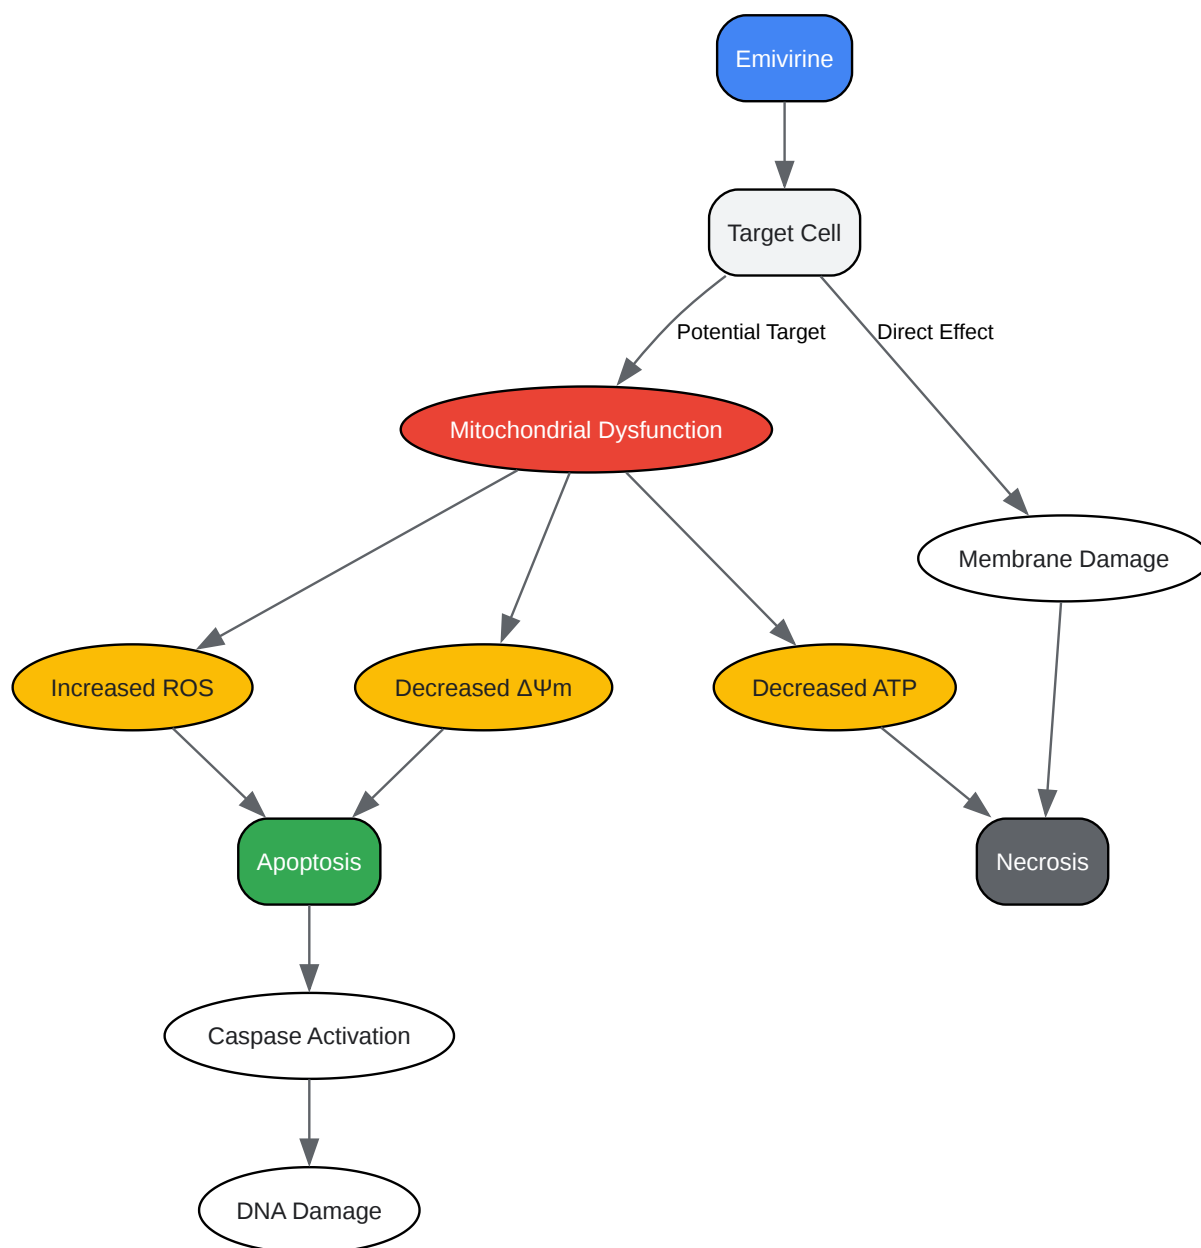 Emivirine
Target Cell
Potential Target
Direct Effect
Mitochondrial Dysfunction
Membrane Damage
Increased ROS
Decreased ΔΨm
Decreased ATP
Apoptosis
Necrosis
Caspase Activation
DNA Damage